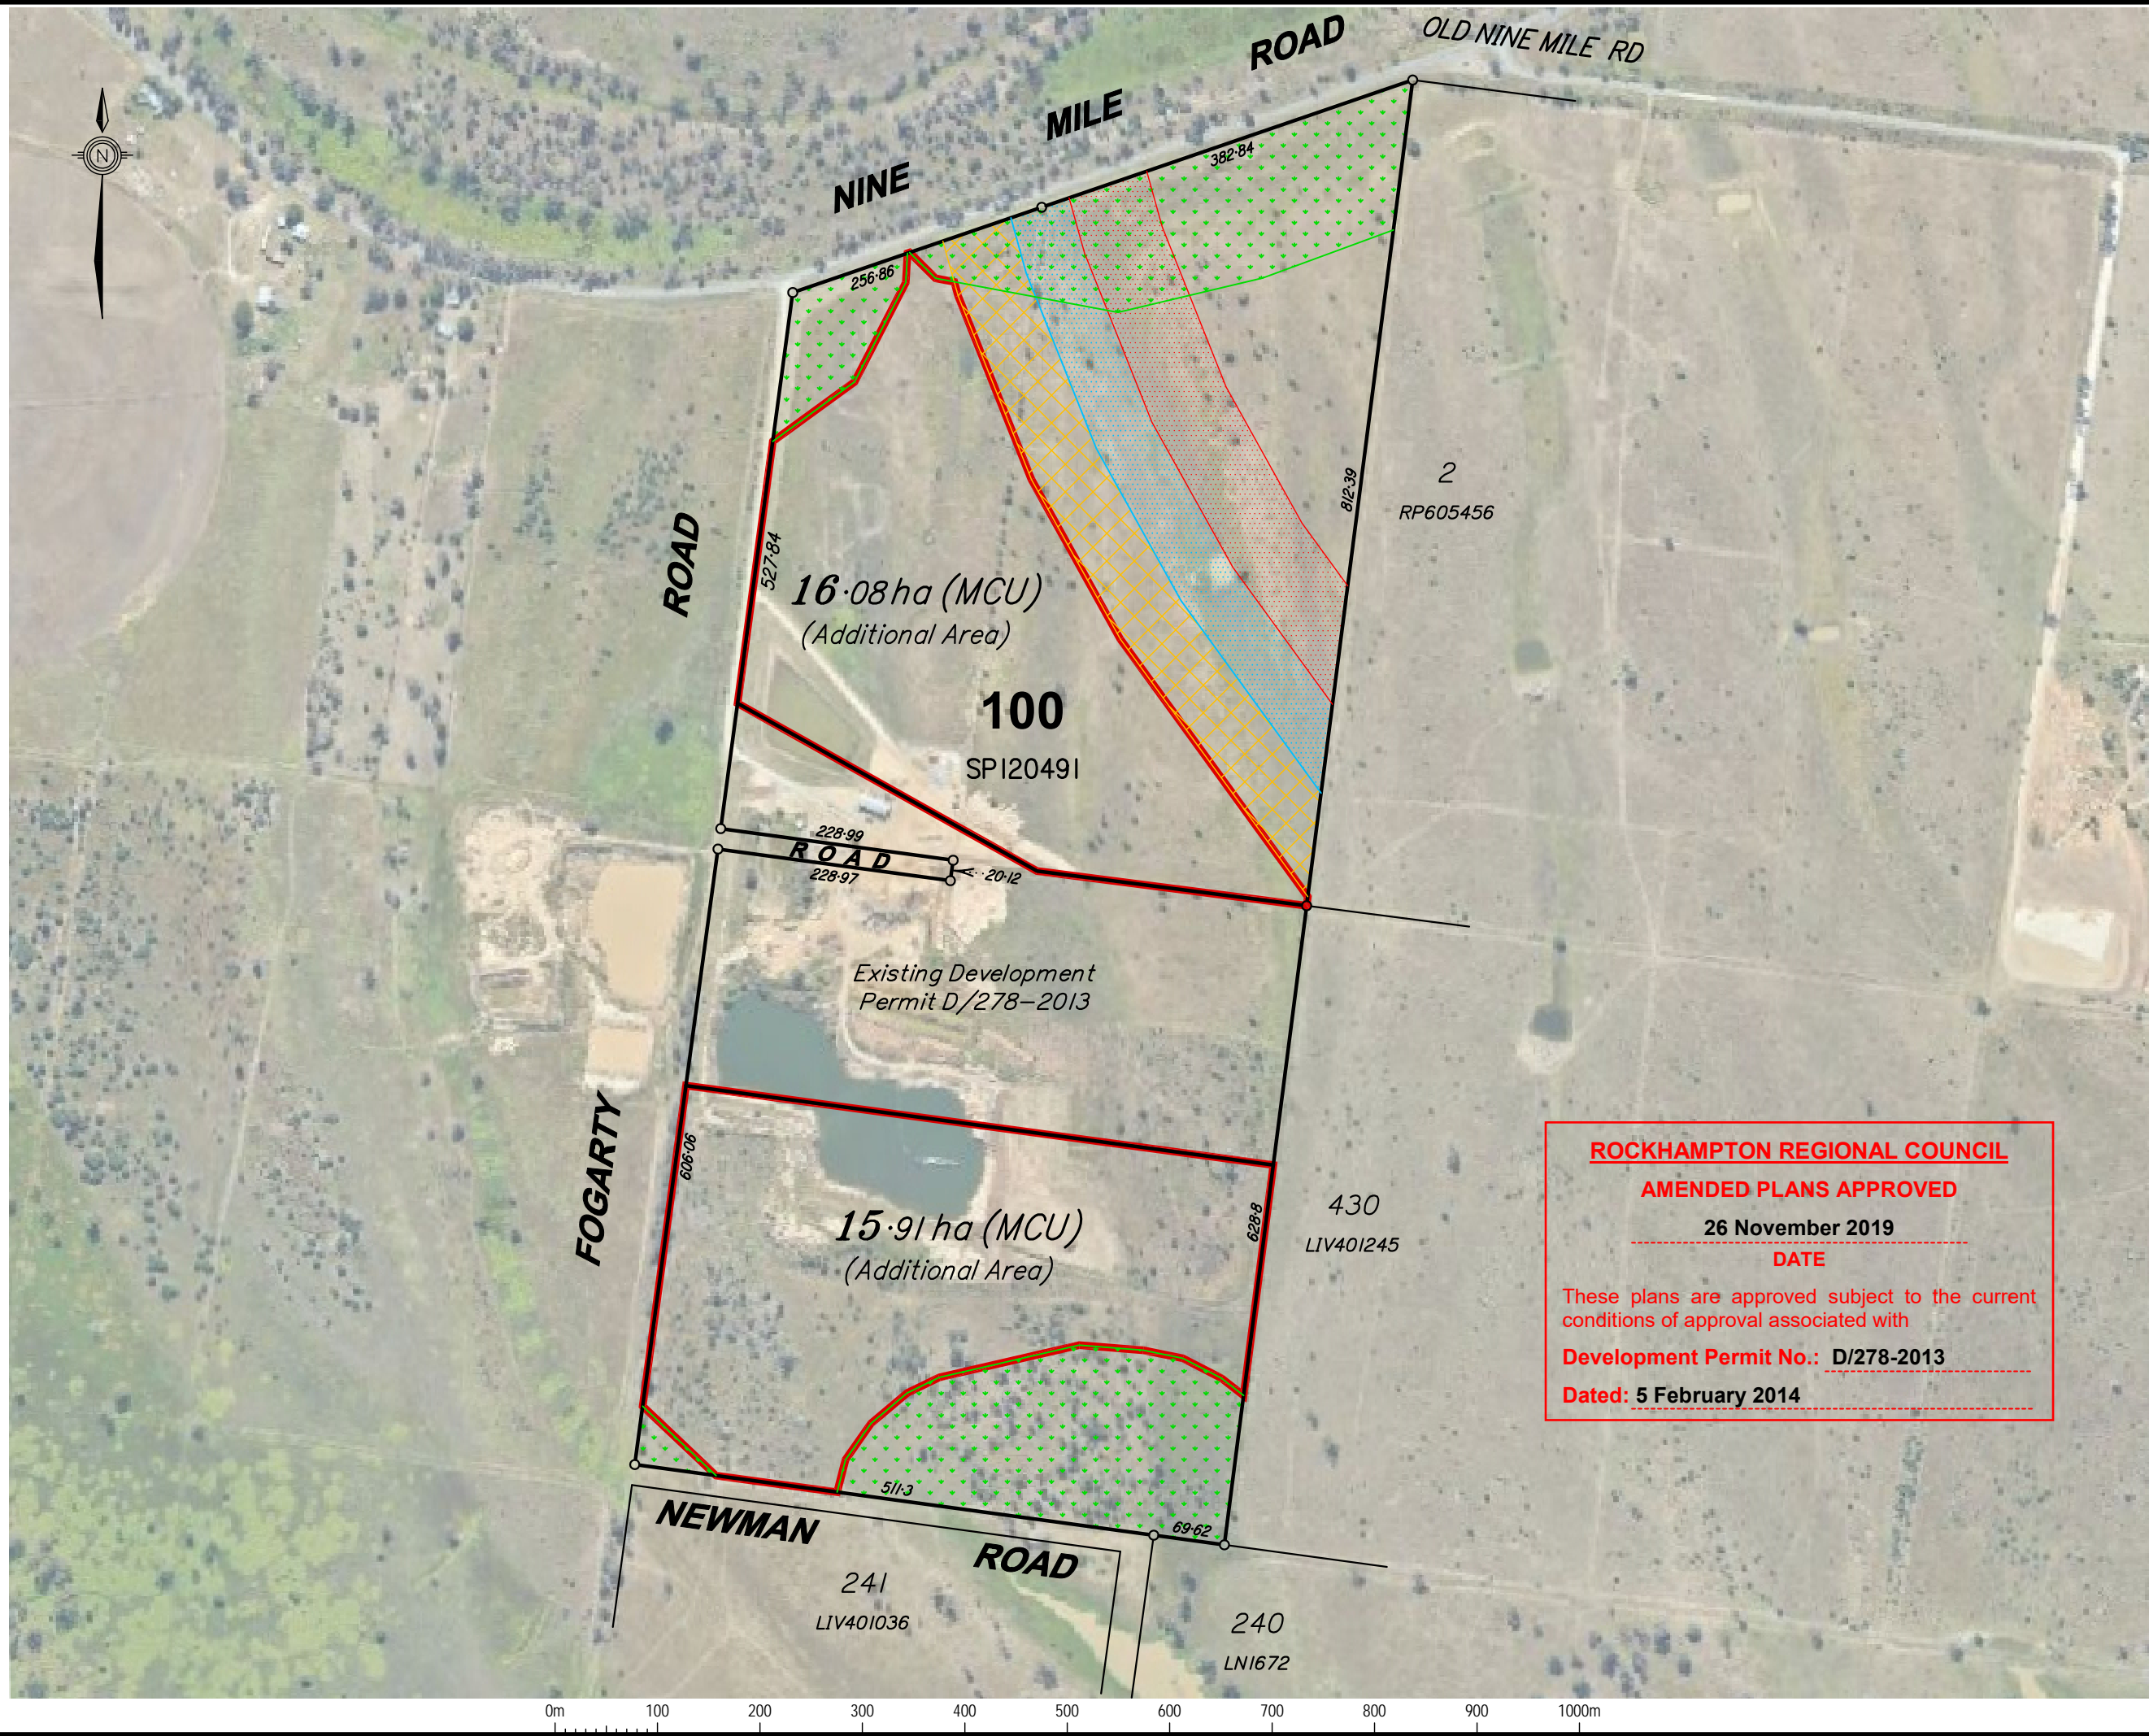 OLD NINE MILE RD
NINE MILE ROAD
N
382·84
256·86
812·39
2
RP605456
527·84
ROAD
16·08 ha (MCU)
(Additional Area)
100
SP120491
228·99
ROAD
228·97
20·12
Existing Development
Permit D/278-2013
FOGARTY
606·06
15·91 ha (MCU)
(Additional Area)
628·8
430
LIV401245
ROCKHAMPTON REGIONAL COUNCIL
AMENDED PLANS APPROVED
26 November 2019
DATE
These plans are approved subject to the current
conditions of approval associated with
Development Permit No.: D/278-2013
Dated: 5 February 2014
511·3
69·62
NEWMAN ROAD
241
LIV401036
240
LN1672
0m 100 200 300 400 500 600 700 800 900 1000m